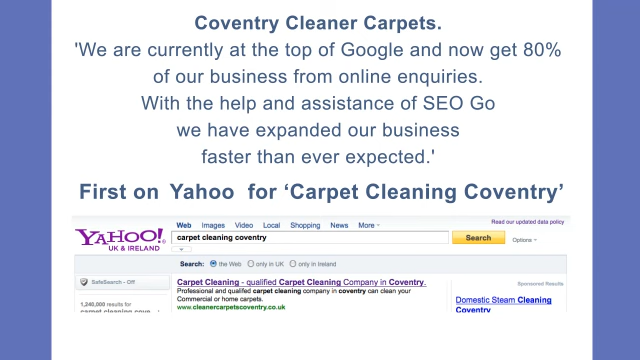 Coventry Cleaner Carpets.
'We are currently at the top of Google and now get 80%
of our business from online enquiries.
With the help and assistance of SEO Go
we have expanded our business
faster than ever expected.'
First on Yahoo for ‘Carpet Cleaning Coventry’
Web Images Video Local Shopping News More
Read our updated data policy
YAHOO!
UK & IRELAND
carpet cleaning coventry
Search
Options
Search: the Web only in UK only in Ireland
SafeSearch - Off
1,240,000 results for
carpet cleaning cove...
Carpet Cleaning - qualifed Carpet Cleaning Company in Coventry.
Professional and qualifed carpet cleaning company in coventry can clean your
Commercial or home carpets.
www.cleanercarpetscoventry.co.uk
Sponsored Results
Domestic Steam Cleaning
Coventry